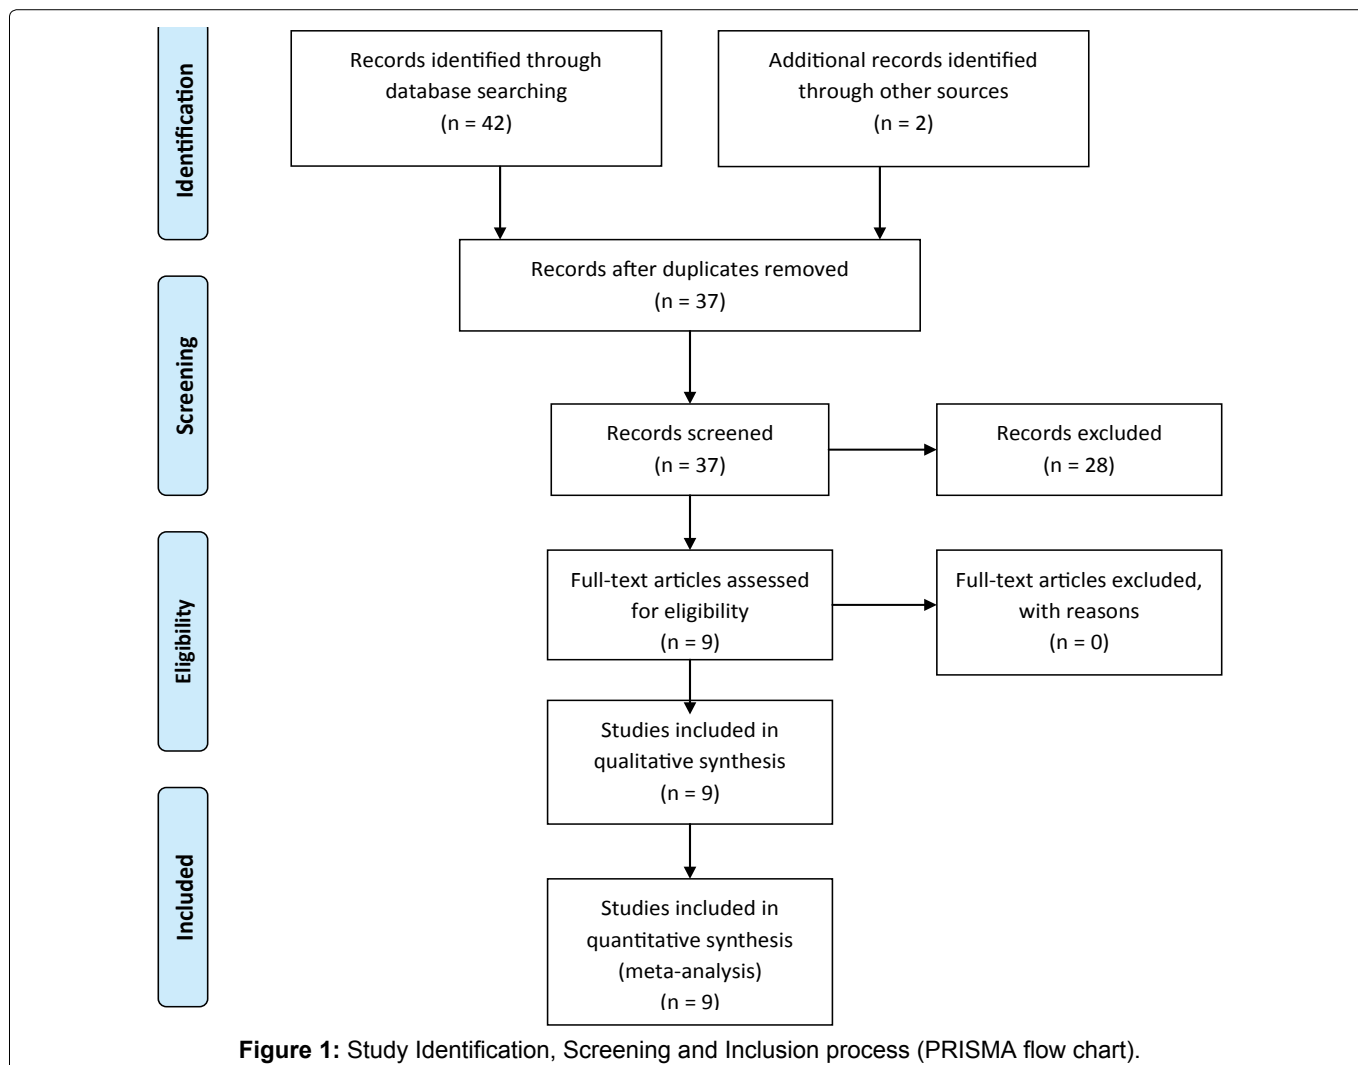 Identification
Records identified through
database searching
(n = 42)
Additional records identified
through other sources
(n = 2)
Records after duplicates removed
(n = 37)
Screening
Records screened
(n = 37)
Records excluded
(n = 28)
Eligibility
Full-text articles assessed
for eligibility
(n = 9)
Full-text articles excluded,
with reasons
(n = 0)
Studies included in
qualitative synthesis
(n = 9)
Included
Studies included in
quantitative synthesis
(meta-analysis)
(n = 9)
Figure 1: Study Identification, Screening and Inclusion process (PRISMA flow chart).